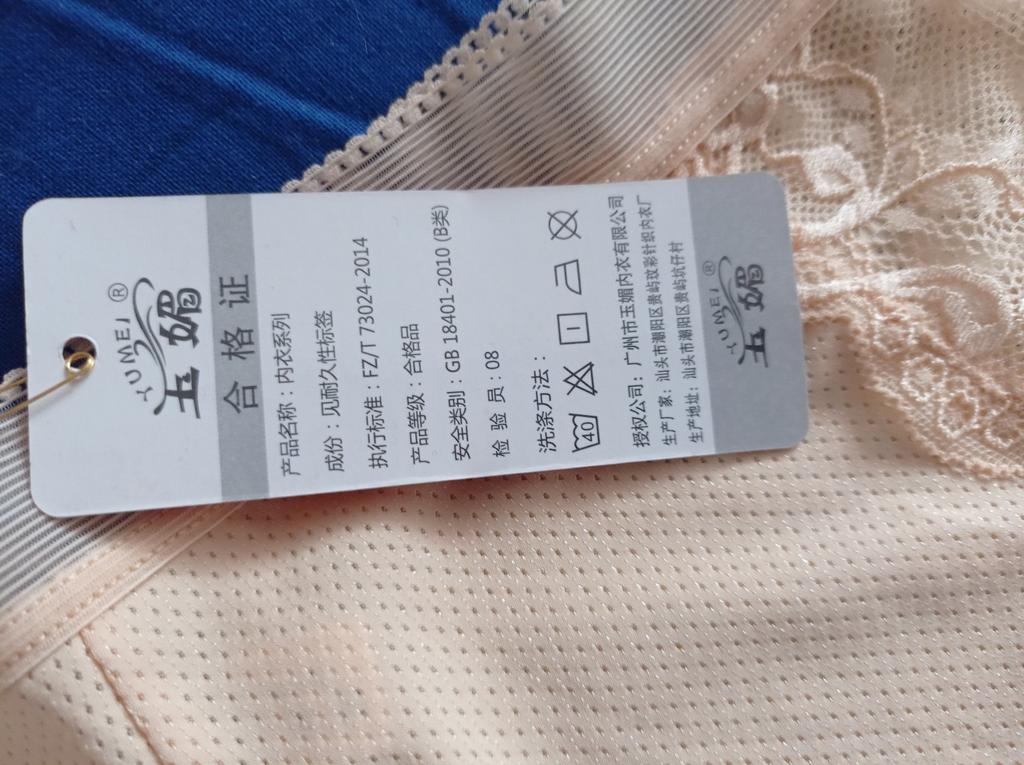 YUMEI®
玉媚
合格证
产品名称：内衣系列
成份：见耐久性标签
执行标准：FZ/T 73024-2014
产品等级：合格品
安全类别：GB 18401-2010 (B类)
检 验 员：08
洗涤方法：
40
授权公司：广州市玉媚内衣有限公司
生产厂家：汕头市潮阳区贵屿玟彩针织内衣厂
生产地址：汕头市潮阳区贵屿坑仔村
YUMEI®
玉媚